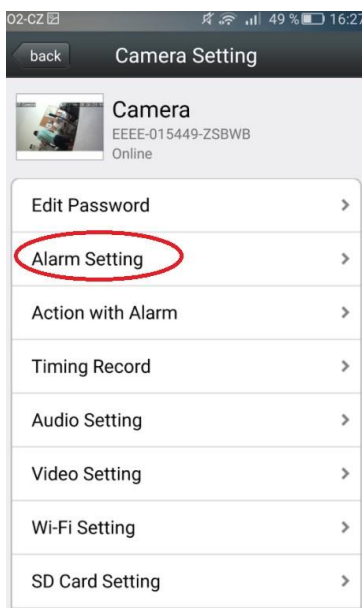 O2-CZ 49 % 16:27
back Camera Setting
Camera
EEEE-015449-ZSBWB
Online
Edit Password
Alarm Setting
Action with Alarm
Timing Record
Audio Setting
Video Setting
Wi-Fi Setting
SD Card Setting